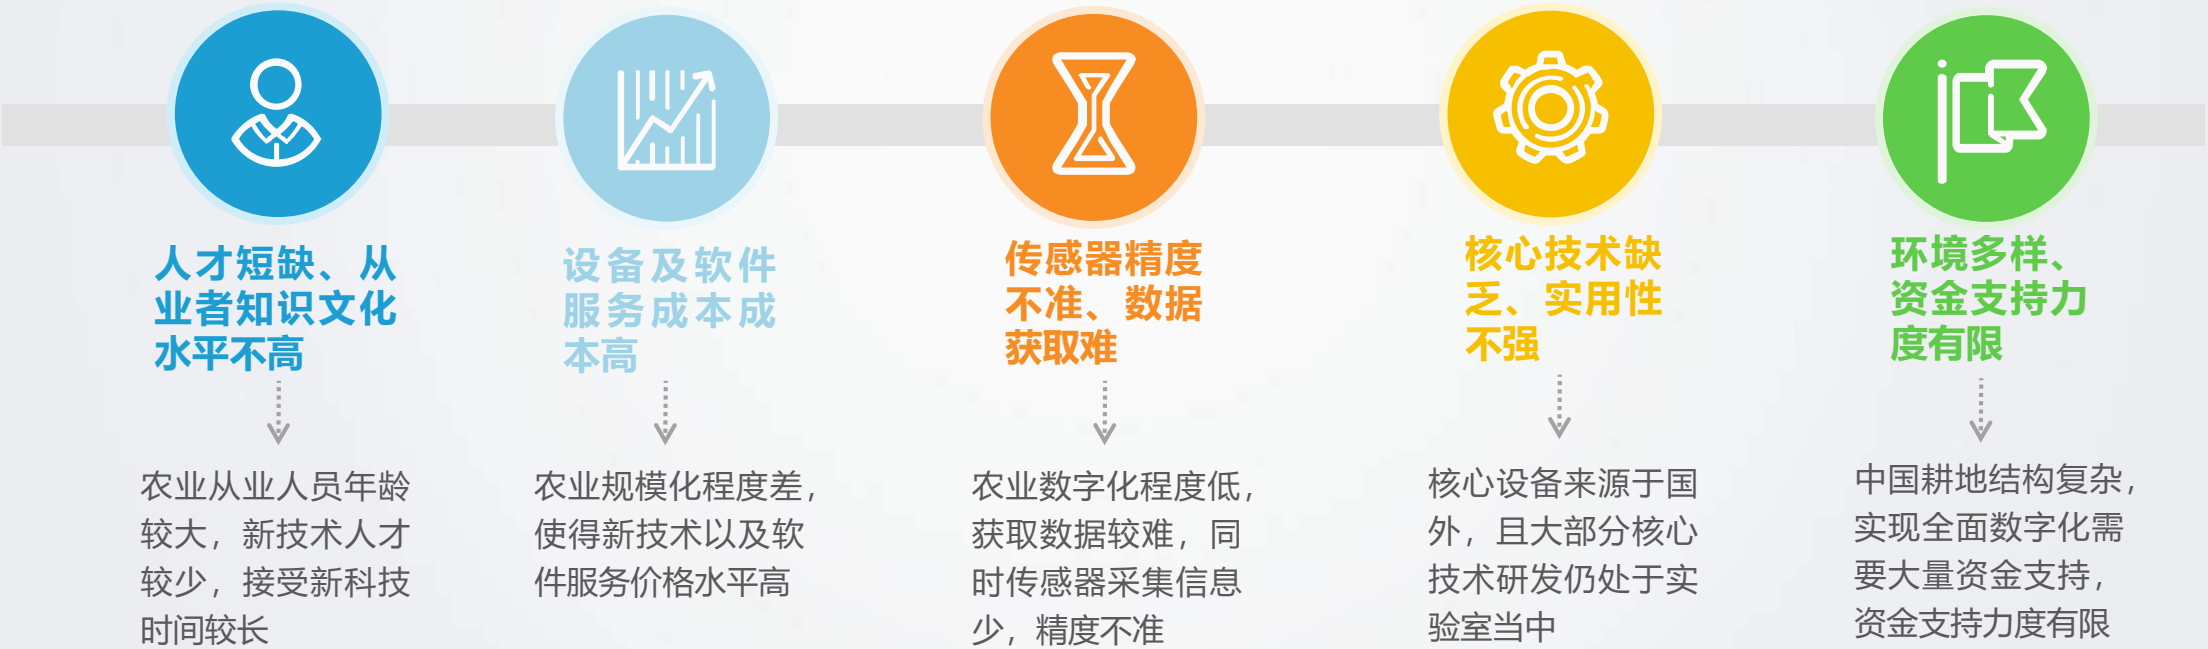 人才短缺、从
业者知识文化
水平不高
农业从业人员年龄
较大，新技术人才
较少，接受新科技
时间较长
设备及软件
服务成本成
本高
农业规模化程度差，
使得新技术以及软
件服务价格水平高
传感器精度
不准、数据
获取难
农业数字化程度低，
获取数据较难，同
时传感器采集信息
少，精度不准
核心技术缺
乏、实用性
不强
核心设备来源于国
外，且大部分核心
技术研发仍处于实
验室当中
环境多样、
资金支持力
度有限
中国耕地结构复杂，
实现全面数字化需
要大量资金支持，
资金支持力度有限